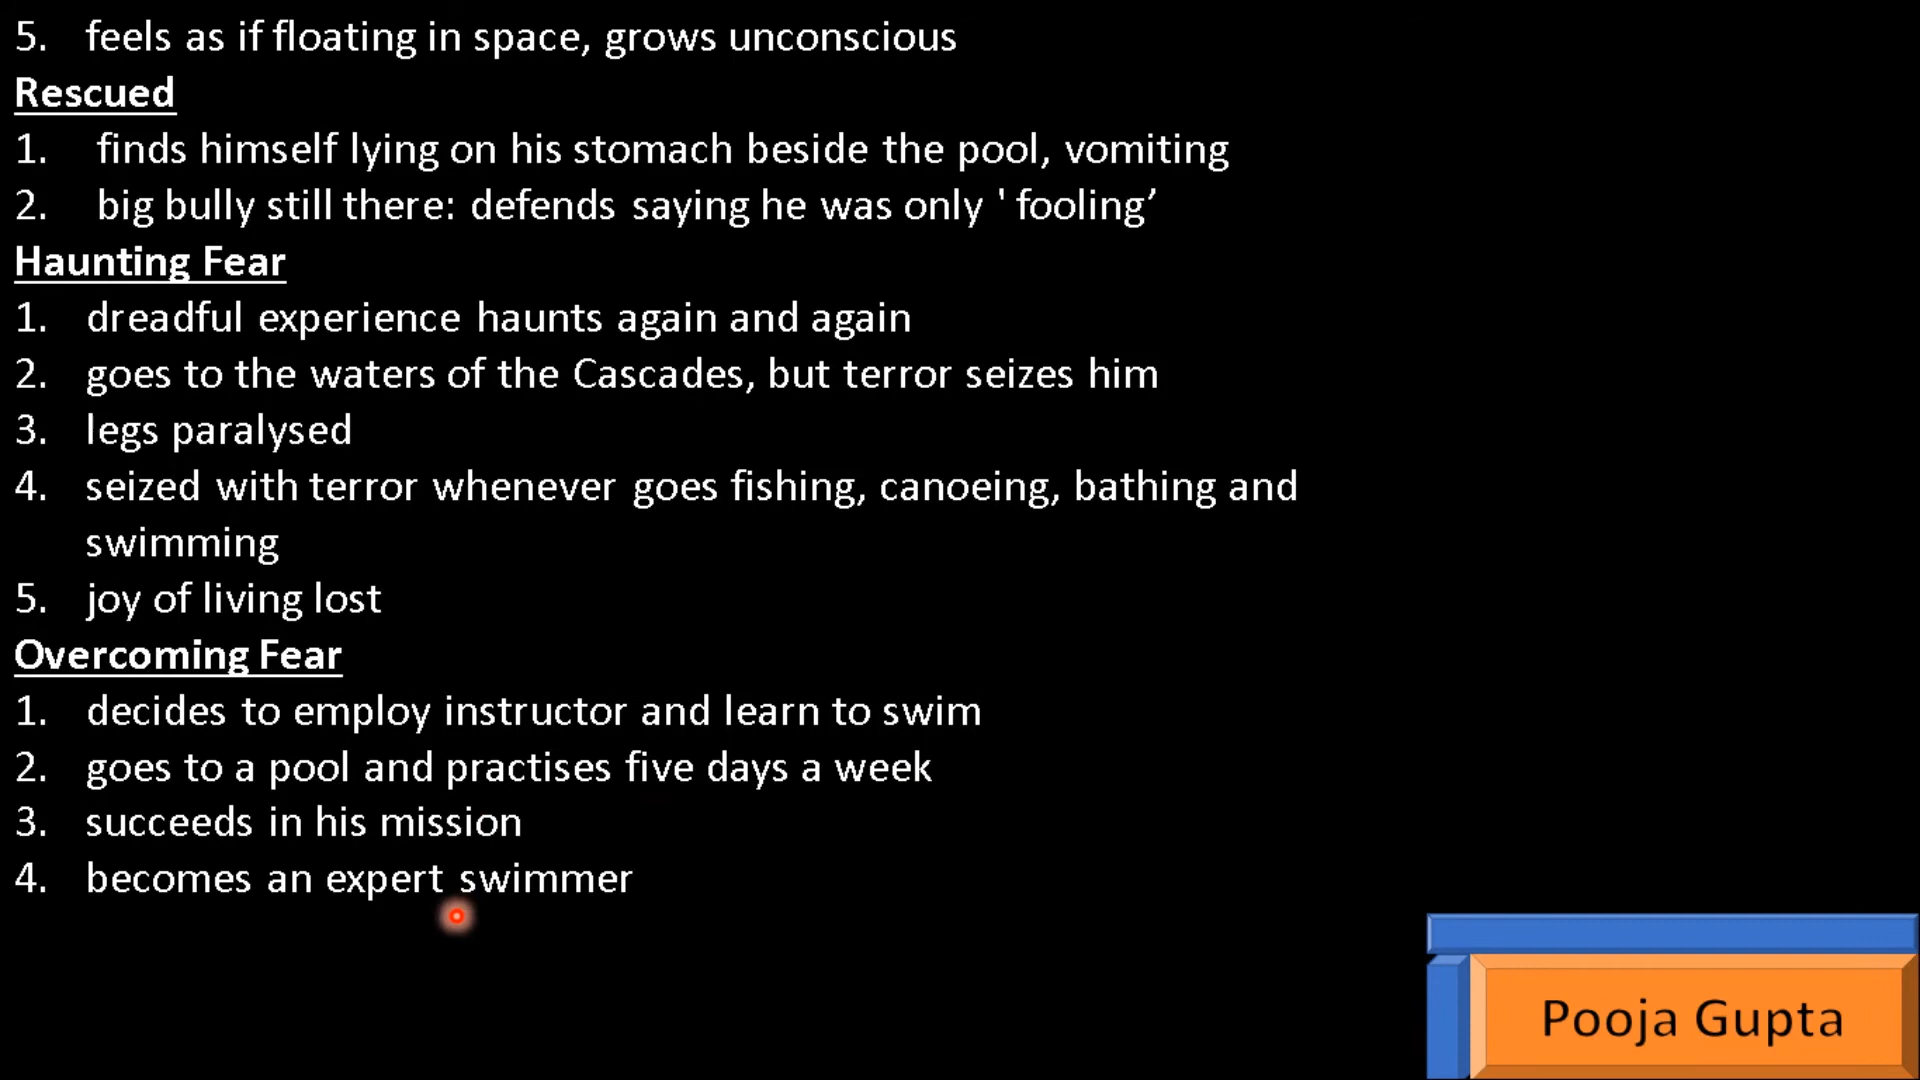 5. feels as if floating in space, grows unconscious
Rescued
1. finds himself lying on his stomach beside the pool, vomiting
2. big bully still there: defends saying he was only ' fooling’
Haunting Fear
1. dreadful experience haunts again and again
2. goes to the waters of the Cascades, but terror seizes him
3. legs paralysed
4. seized with terror whenever goes fishing, canoeing, bathing and
swimming
5. joy of living lost
Overcoming Fear
1. decides to employ instructor and learn to swim
2. goes to a pool and practises five days a week
3. succeeds in his mission
4. becomes an expert swimmer
Pooja Gupta